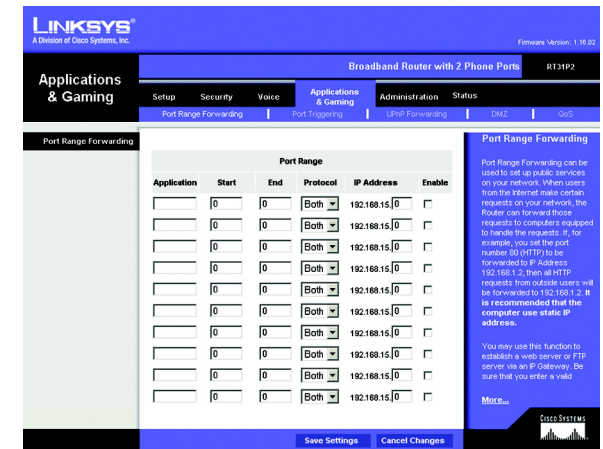 LINKSYS®
A Division of Cisco Systems, Inc.
Firmware Version: 1.16.02
Broadband Router with 2 Phone Ports
RT31P2
Applications & Gaming
Setup Security Voice Applications & Gaming Administration Status
Port Range Forwarding Port Triggering UPnP Forwarding DMZ QoS
Port Range Forwarding
Port Range
Application Start End Protocol IP Address Enable
0 0 Both 192.168.15. 0
0 0 Both 192.168.15. 0
0 0 Both 192.168.15. 0
0 0 Both 192.168.15. 0
0 0 Both 192.168.15. 0
0 0 Both 192.168.15. 0
0 0 Both 192.168.15. 0
0 0 Both 192.168.15. 0
0 0 Both 192.168.15. 0
0 0 Both 192.168.15. 0
Save Settings Cancel Changes
Port Range Forwarding
Port Range Forwarding can be
used to set up public services
on your network. When users
from the Internet make certain
requests on your network, the
Router can forward those
requests to computers equipped
to handle the requests. If, for
example, you set the port
number 80 (HTTP) to be
forwarded to IP Address
192.168.1.2, then all HTTP
requests from outside users will
be forwarded to 192.168.1.2. It
is recommended that the
computer use static IP
address.
You may use this function to
establish a web server or FTP
server via an IP Gateway. Be
sure that you enter a valid
More...
CISCO SYSTEMS